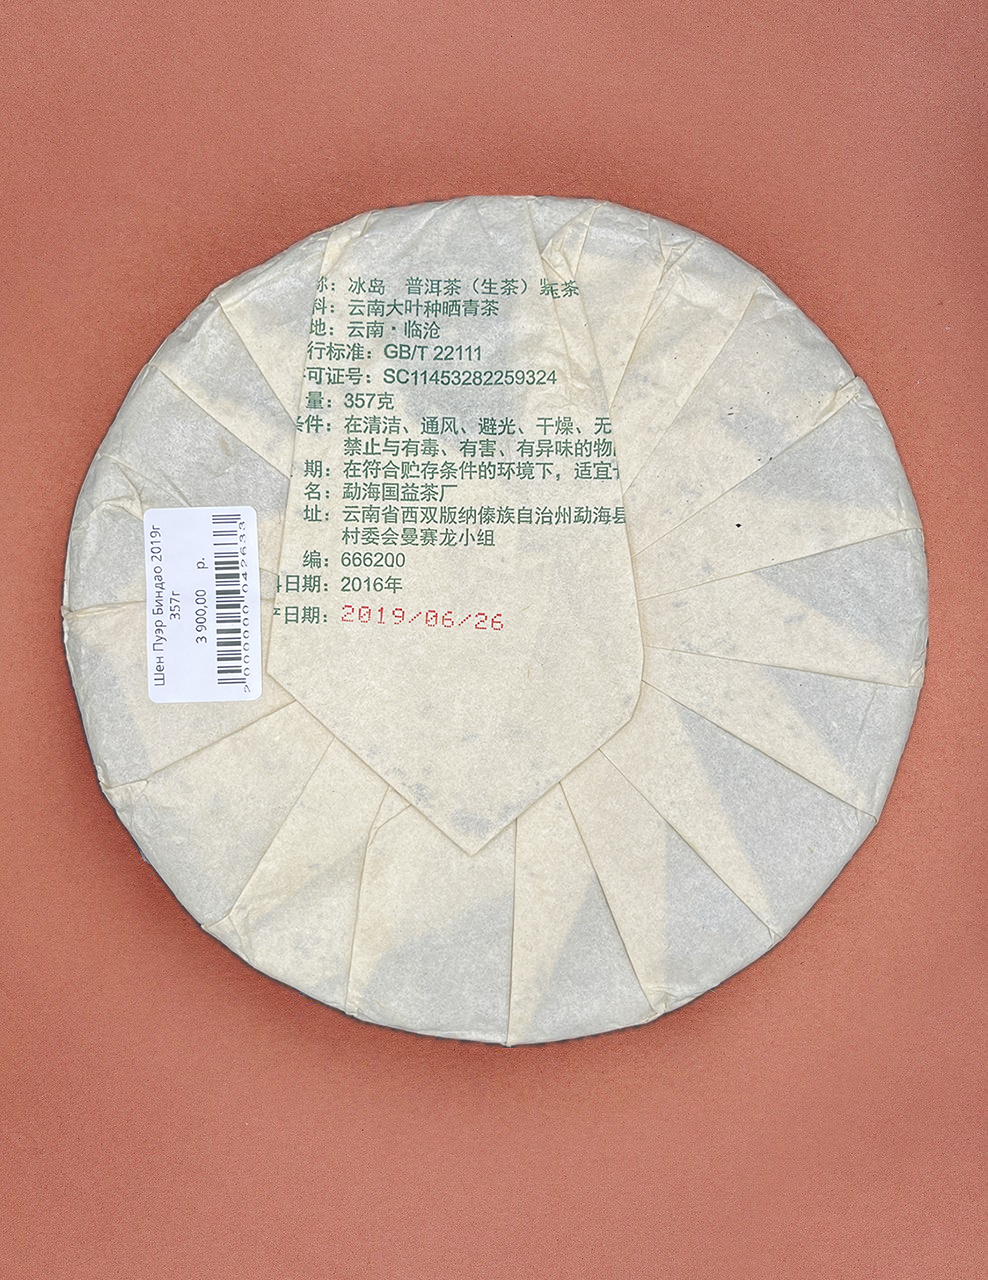 称：冰岛 普洱茶（生茶）紧茶
料：云南大叶种晒青茶
地：云南·临沧
行标准：GB/T 22111
可证号：SC11453282259324
量：357克
条件：在清洁、通风、避光、干燥、无
禁止与有毒、有害、有异味的物
期：在符合贮存条件的环境下，适宜
名：勐海国益茶厂
址：云南省西双版纳傣族自治州勐海县
村委会曼赛龙小组
编：666200
料日期：2016年
产日期：2019/06/26
Шен Пуэр Биндао 2019г
357г
3 900,00 р.
2 000000 042633